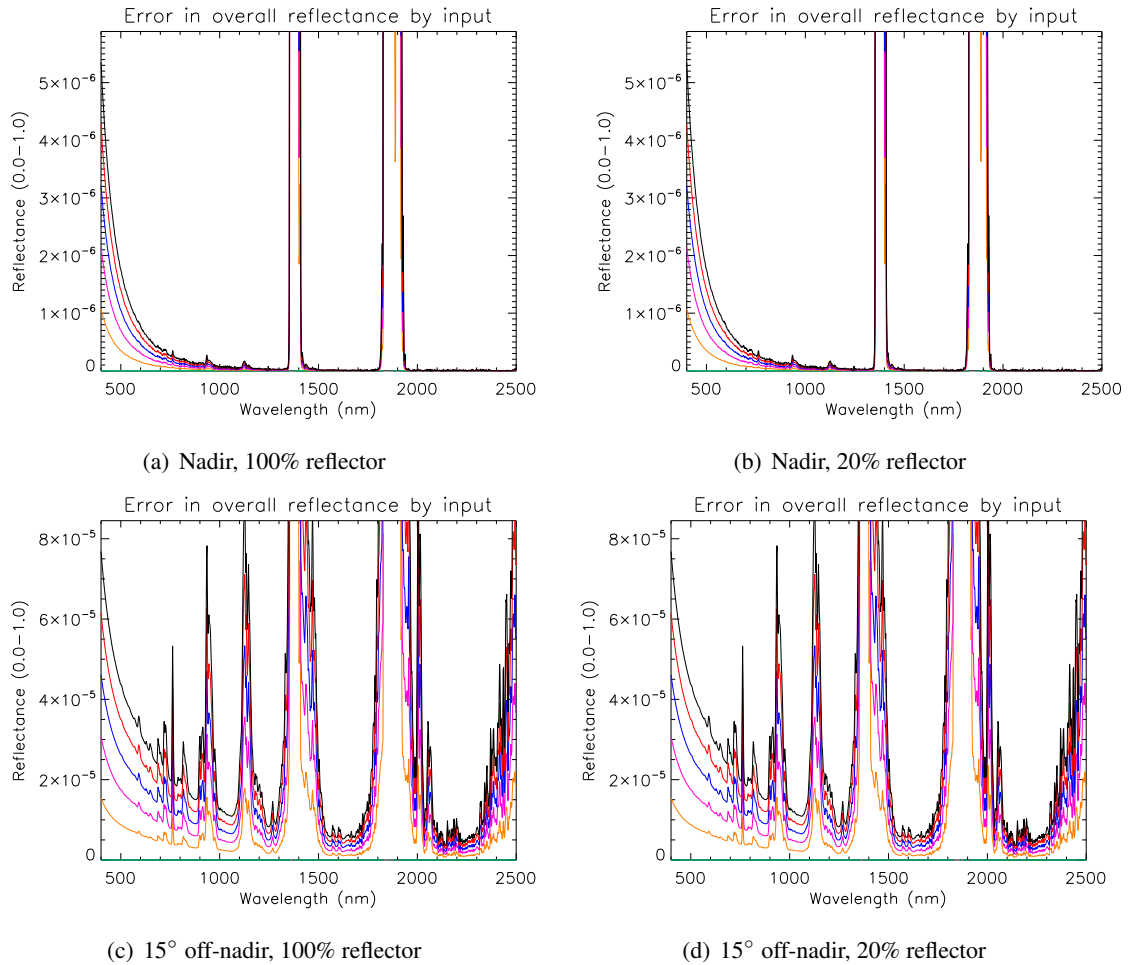 Error in overall reflectance by input
Reflectance (0.0−1.0)
5×10⁻⁶
4×10⁻⁶
3×10⁻⁶
2×10⁻⁶
1×10⁻⁶
0
500 1000 1500 2000 2500
Wavelength (nm)
(a) Nadir, 100% reflector
Error in overall reflectance by input
Reflectance (0.0−1.0)
5×10⁻⁶
4×10⁻⁶
3×10⁻⁶
2×10⁻⁶
1×10⁻⁶
0
500 1000 1500 2000 2500
Wavelength (nm)
(b) Nadir, 20% reflector
Error in overall reflectance by input
Reflectance (0.0−1.0)
8×10⁻⁵
6×10⁻⁵
4×10⁻⁵
2×10⁻⁵
0
500 1000 1500 2000 2500
Wavelength (nm)
(c) 15° off-nadir, 100% reflector
Error in overall reflectance by input
Reflectance (0.0−1.0)
8×10⁻⁵
6×10⁻⁵
4×10⁻⁵
2×10⁻⁵
0
500 1000 1500 2000 2500
Wavelength (nm)
(d) 15° off-nadir, 20% reflector